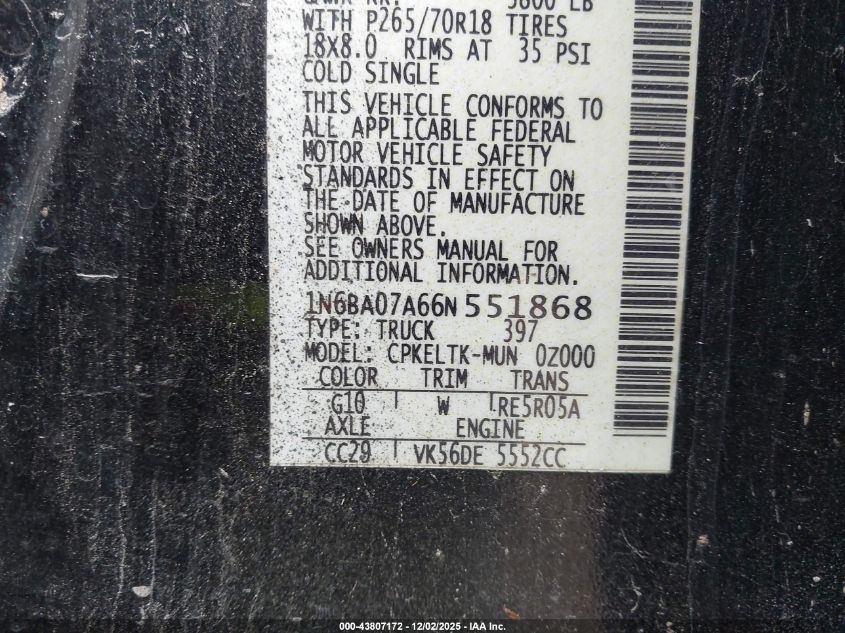 WITH P265/70R18 TIRES
18X8.0 RIMS AT 35 PSI
COLD SINGLE
THIS VEHICLE CONFORMS TO
ALL APPLICABLE FEDERAL
MOTOR VEHICLE SAFETY
STANDARDS IN EFFECT ON
THE DATE OF MANUFACTURE
SHOWN ABOVE.
SEE OWNERS MANUAL FOR
ADDITIONAL INFORMATION.
1N6BA07A66N 551868
TYPE: TRUCK 397
MODEL: CPKELTK-MUN 0Z000
COLOR TRIM TRANS
G10 W RE5R05A
AXLE ENGINE
CC29 VK56DE 5552CC
000-43807172 - 12/02/2025 - IAA Inc.